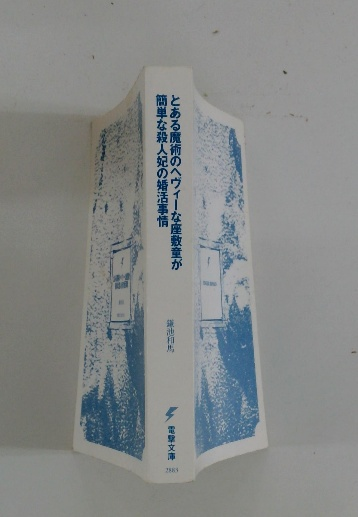 とある魔術のヘヴィーな座敷童が
簡単な殺人妃の婚活事情
鎌池和馬
電撃文庫